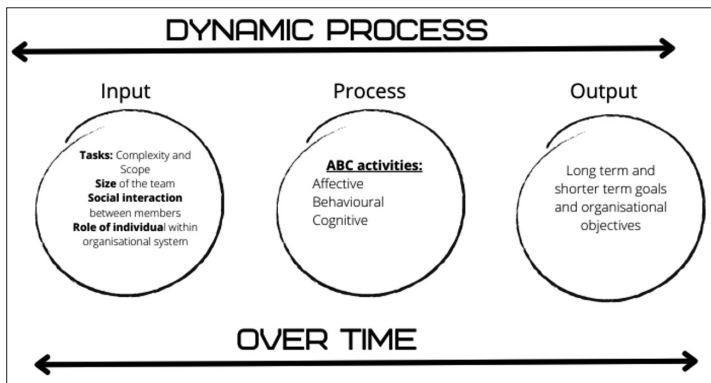 DYNAMIC PROCESS
Input
Process
Output
Tasks: Complexity and
Scope
Size of the team
Social interaction
between members
Role of individual within
organisational system
ABC activities:
Affective
Behavioural
Cognitive
Long term and
shorter term goals
and organisational
objectives
OVER TIME